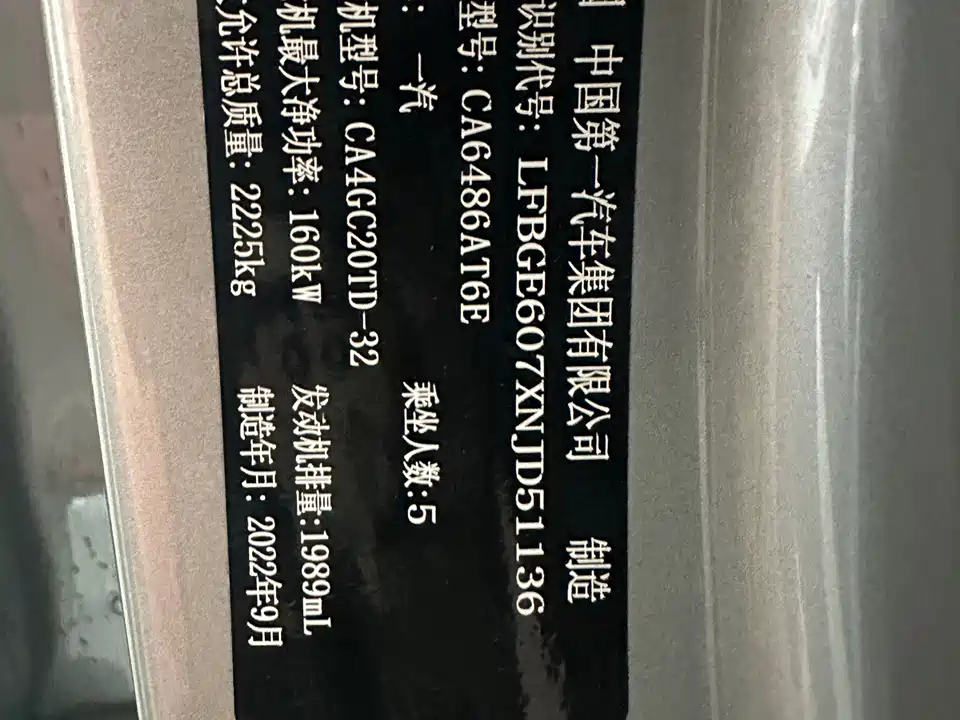 中国第一汽车集团有限公司 制造
识别代号: LFBGE607XNJD51136
型号: CA6486AT6E
: 一汽 乘坐人数:5
机型号: CA4GC20TD-32
机最大净功率: 160kW 发动机排量:1989mL
允许总质量: 2225kg 制造年月: 2022年9月